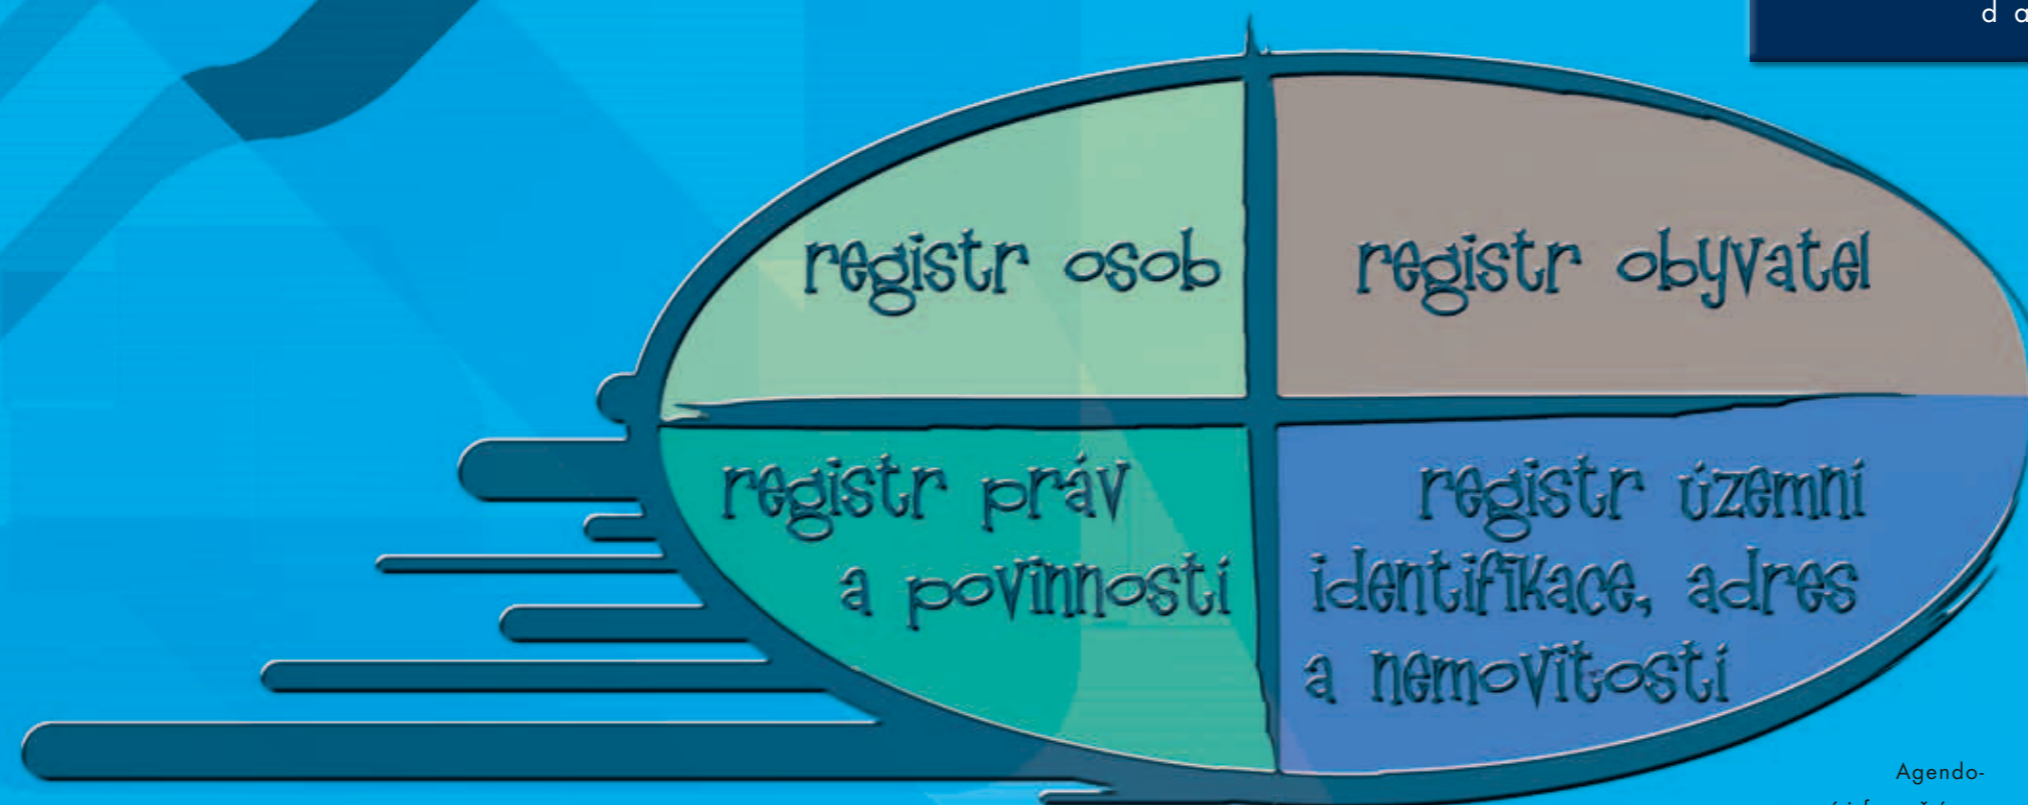 d a
registr osob
registr obyvatel
registr práv
a povinností
registr územní
identifikace, adres
a nemovitostí
Agendo-